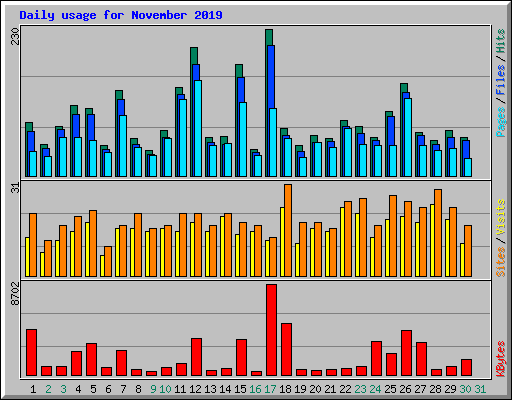 Daily usage for November 2019
230
Pages / Files / Hits
31
Sites / Visits
8702
KBytes
1 2 3 4 5 6 7 8 9 10 11 12 13 14 15 16 17 18 19 20 21 22 23 24 25 26 27 28 29 30 31